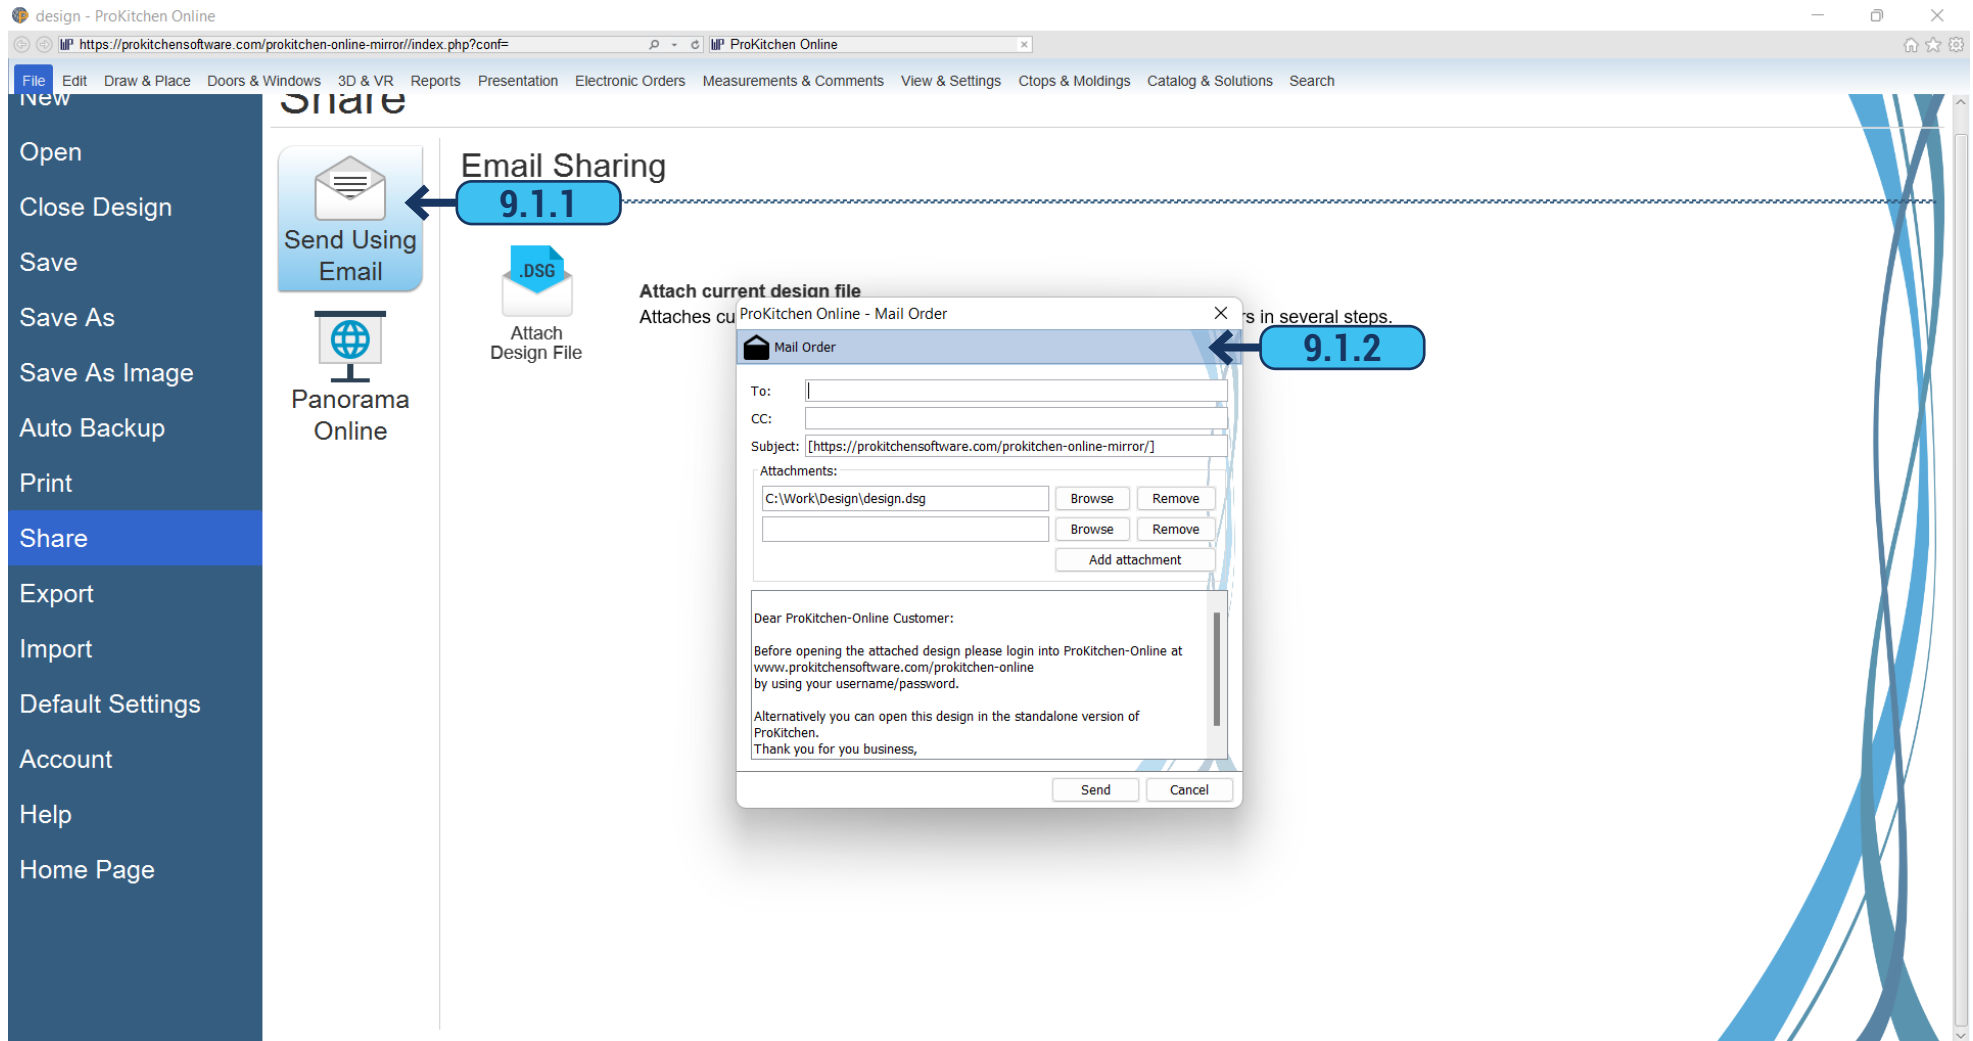 design - ProKitchen Online
https://prokitchensoftware.com/prokitchen-online-mirror//index.php?conf=
ProKitchen Online
File Edit Draw & Place Doors & Windows 3D & VR Reports Presentation Electronic Orders Measurements & Comments View & Settings Ctops & Moldings Catalog & Solutions Search
New
Open
Close Design
Save
Save As
Save As Image
Auto Backup
Print
Share
Export
Import
Default Settings
Account
Help
Home Page
Share
Send Using
Email
Panorama
Online
Email Sharing
9.1.1
.DSG
Attach
Design File
Attach current design file
Attaches cu
rs in several steps.
9.1.2
ProKitchen Online - Mail Order
Mail Order
To:
CC:
Subject: [https://prokitchensoftware.com/prokitchen-online-mirror/]
Attachments:
C:\Work\Design\design.dsg Browse Remove
Browse Remove
Add attachment
Dear ProKitchen-Online Customer:
Before opening the attached design please login into ProKitchen-Online at
www.prokitchensoftware.com/prokitchen-online
by using your username/password.
Alternatively you can open this design in the standalone version of
ProKitchen.
Thank you for you business,
Send Cancel